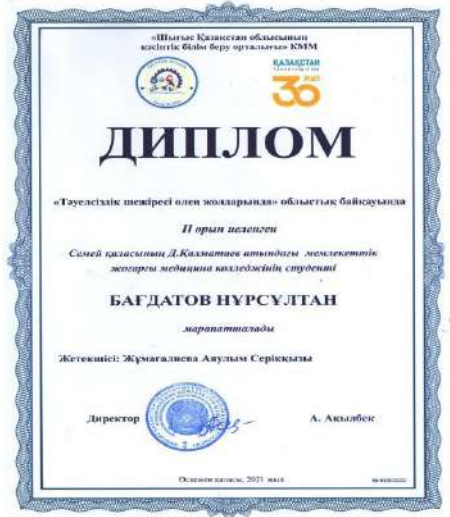 «Шығыс Қазақстан облысының
кәсіптік білім беру орталығы» КММ
ҚАЗАҚСТАН
30
ДИПЛОМ
«Тәуелсіздік шежіресі өлең жолдарында» облыстық байқауында
II орын иеленген
Семей қаласының Д.Қалматаев атындағы мемлекеттік
жоғарғы медицина колледжінің студенті
БАҒДАТОВ НҰРСҰЛТАН
марапатталады
Жетекшісі: Жұмағалиева Аяулым Серікқызы
Директор
А. Ақылбек
Өскемен қаласы, 2021 жыл